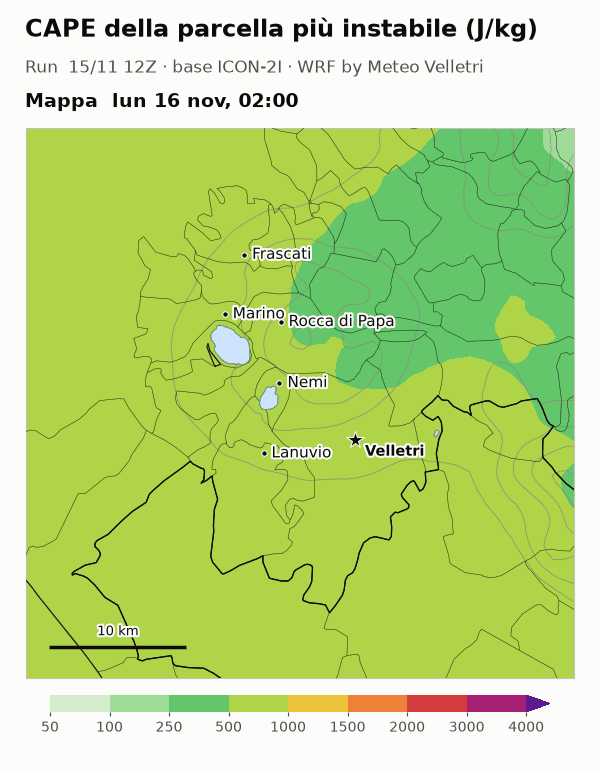 CAPE della parcella più instabile (J/kg)
Run  15/11 12Z · base ICON-2I · WRF by Meteo Velletri
Mappa  lun 16 nov, 02:00
Frascati
Marino
Rocca di Papa
Nemi
Velletri
Lanuvio
10 km
50 100 250 500 1000 1500 2000 3000 4000